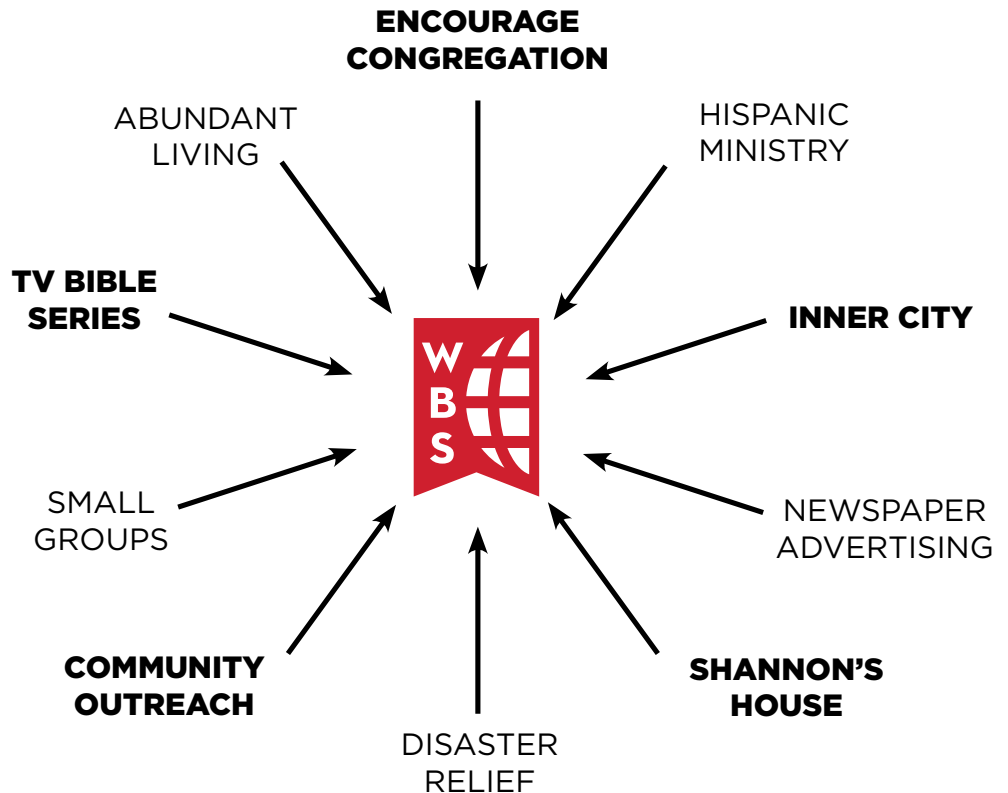 ENCOURAGE
CONGREGATION
ABUNDANT
LIVING
HISPANIC
MINISTRY
TV BIBLE
SERIES
INNER CITY
W
B
S
SMALL
GROUPS
NEWSPAPER
ADVERTISING
COMMUNITY
OUTREACH
SHANNON'S
HOUSE
DISASTER
RELIEF